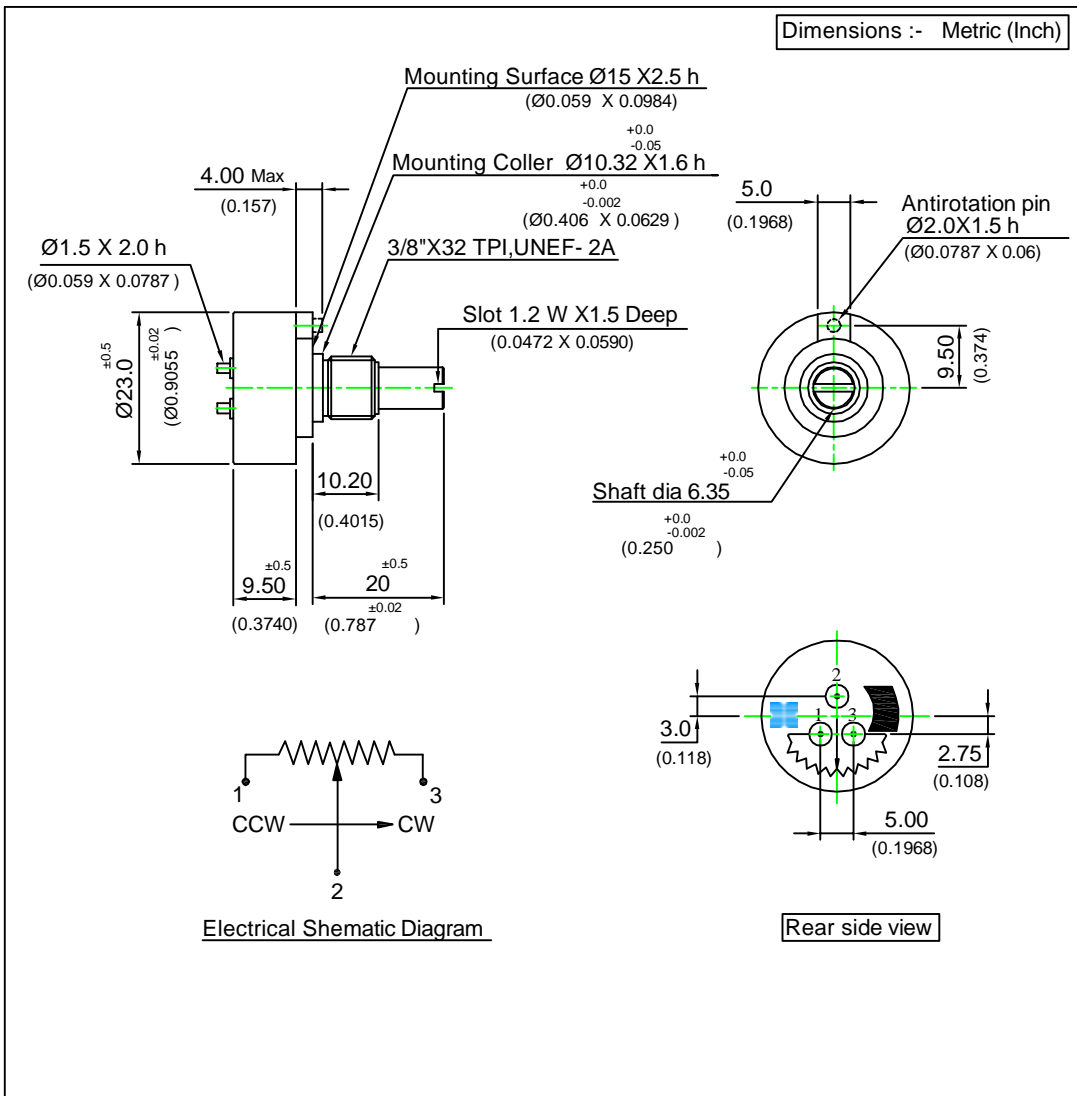 Dimensions :- Metric (Inch)
Mounting Surface Ø15 X2.5 h
(Ø0.059 X 0.0984)
+0.0
-0.05
Mounting Coller Ø10.32 X1.6 h
+0.0
-0.002
(Ø0.406 X 0.0629 )
4.00 Max
(0.157)
3/8"X32 TPI,UNEF- 2A
Ø1.5 X 2.0 h
(Ø0.059 X 0.0787 )
Slot 1.2 W X1.5 Deep
(0.0472 X 0.0590)
±0.5
Ø23.0
±0.02
(Ø0.9055 )
10.20
(0.4015)
±0.5
9.50
(0.3740)
±0.5
20
±0.02
(0.787 )
5.0
(0.1968)
Antirotation pin
Ø2.0X1.5 h
(Ø0.0787 X 0.06)
9.50
(0.374)
+0.0
-0.05
Shaft dia 6.35
+0.0
-0.002
(0.250 )
1
3
CCW CW
2
Electrical Shematic Diagram
2
1
3
3.0
(0.118)
2.75
(0.108)
5.00
(0.1968)
Rear side view